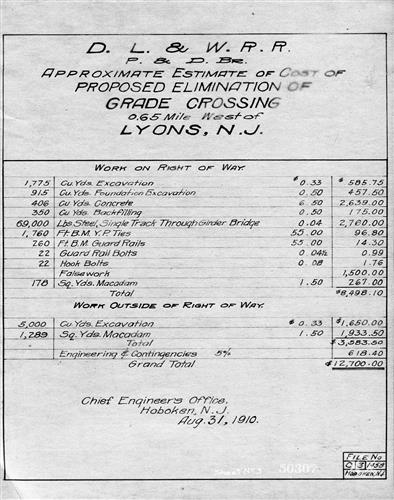 D. L. & W. R. R.
P. & D. Br.
Approximate Estimate of Cost of
Proposed Elimination of
Grade Crossing
0.65 Mile West of
Lyons, N.J.
Work on Right of Way.
1,775 Cu. Yds. Excavation $ 0.33 $ 585.75
915 Cu. Yds. Foundation Excavation 0.50 457.50
406 Cu. Yds. Concrete 6.50 2,639.00
350 Cu. Yds. Backfilling 0.50 175.00
69,000 Lbs. Steel, Single Track Through Girder Bridge 0.04 2,760.00
1,760 Ft. B.M. Y.P. Ties 55.00 96.80
260 Ft. B.M. Guard Rails 55.00 14.30
22 Guard Rail Bolts 0.04½ 0.99
22 Hook Bolts 0.08 1.76
Falsework 1,500.00
178 Sq. Yds. Macadam 1.50 267.00
Total $8,498.10
Work Outside of Right of Way.
5,000 Cu. Yds. Excavation $ 0.33 $1,650.00
1,289 Sq. Yds. Macadam 1.50 1,933.50
Total $3,583.50
Engineering & Contingencies 5% 618.40
Grand Total $12,700.00
Chief Engineer's Office,
Hoboken, N.J.
Aug. 31, 1910.
Sheet No. 3 50307
File No
C 3
Hoboken, N.J.